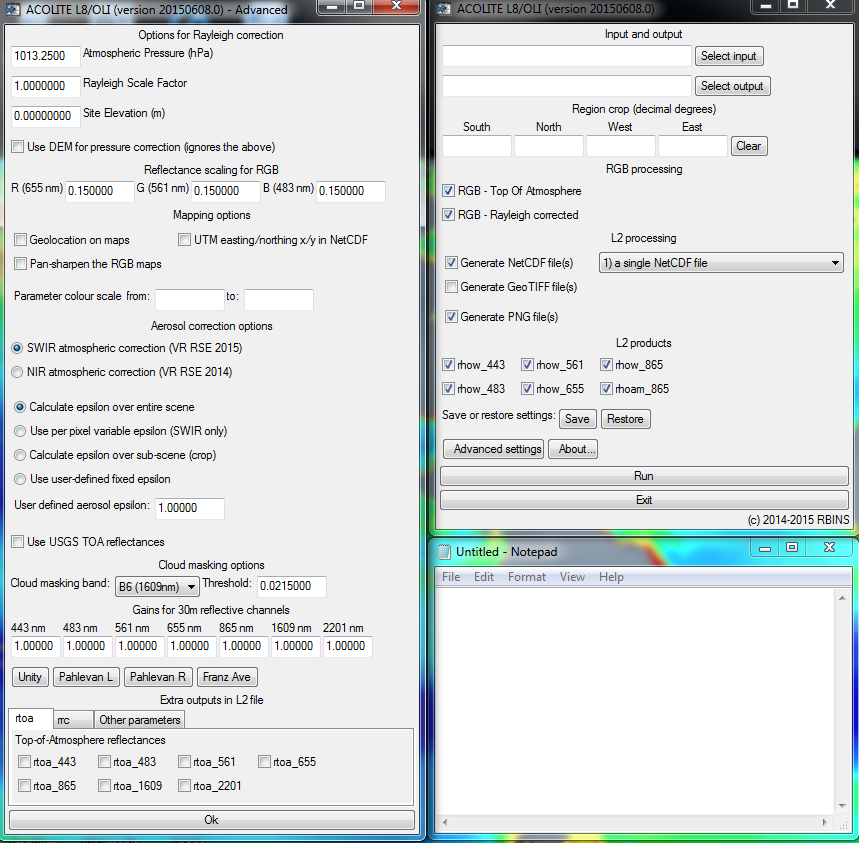 ACOLITE L8/OLI (version 20150608.0) - Advanced
Options for Rayleigh correction
1013.2500 Atmospheric Pressure (hPa)
1.0000000 Rayleigh Scale Factor
0.00000000 Site Elevation (m)
Use DEM for pressure correction (ignores the above)
Reflectance scaling for RGB
R (655 nm) 0.150000 G (561 nm) 0.150000 B (483 nm) 0.150000
Mapping options
Geolocation on maps UTM easting/northing x/y in NetCDF
Pan-sharpen the RGB maps
Parameter colour scale from: to:
Aerosol correction options
SWIR atmospheric correction (VR RSE 2015)
NIR atmospheric correction (VR RSE 2014)
Calculate epsilon over entire scene
Use per pixel variable epsilon (SWIR only)
Calculate epsilon over sub-scene (crop)
Use user-defined fixed epsilon
User defined aerosol epsilon: 1.00000
Use USGS TOA reflectances
Cloud masking options
Cloud masking band: B6 (1609nm) Threshold: 0.0215000
Gains for 30m reflective channels
443 nm 483 nm 561 nm 655 nm 865 nm 1609 nm 2201 nm
1.00000 1.00000 1.00000 1.00000 1.00000 1.00000 1.00000
Unity Pahlevan L Pahlevan R Franz Ave
Extra outputs in L2 file
rtoa rrc Other parameters
Top-of-Atmosphere reflectances
rtoa_443 rtoa_483 rtoa_561 rtoa_655
rtoa_865 rtoa_1609 rtoa_2201
Ok
ACOLITE L8/OLI (version 20150608.0)
Input and output
Select input
Select output
Region crop (decimal degrees)
South North West East
Clear
RGB processing
RGB - Top Of Atmosphere
RGB - Rayleigh corrected
L2 processing
Generate NetCDF file(s) 1) a single NetCDF file
Generate GeoTIFF file(s)
Generate PNG file(s)
L2 products
rhow_443 rhow_561 rhow_865
rhow_483 rhow_655 rhoam_865
Save or restore settings: Save Restore
Advanced settings About...
Run
Exit
(c) 2014-2015 RBINS
Untitled - Notepad
File Edit Format View Help